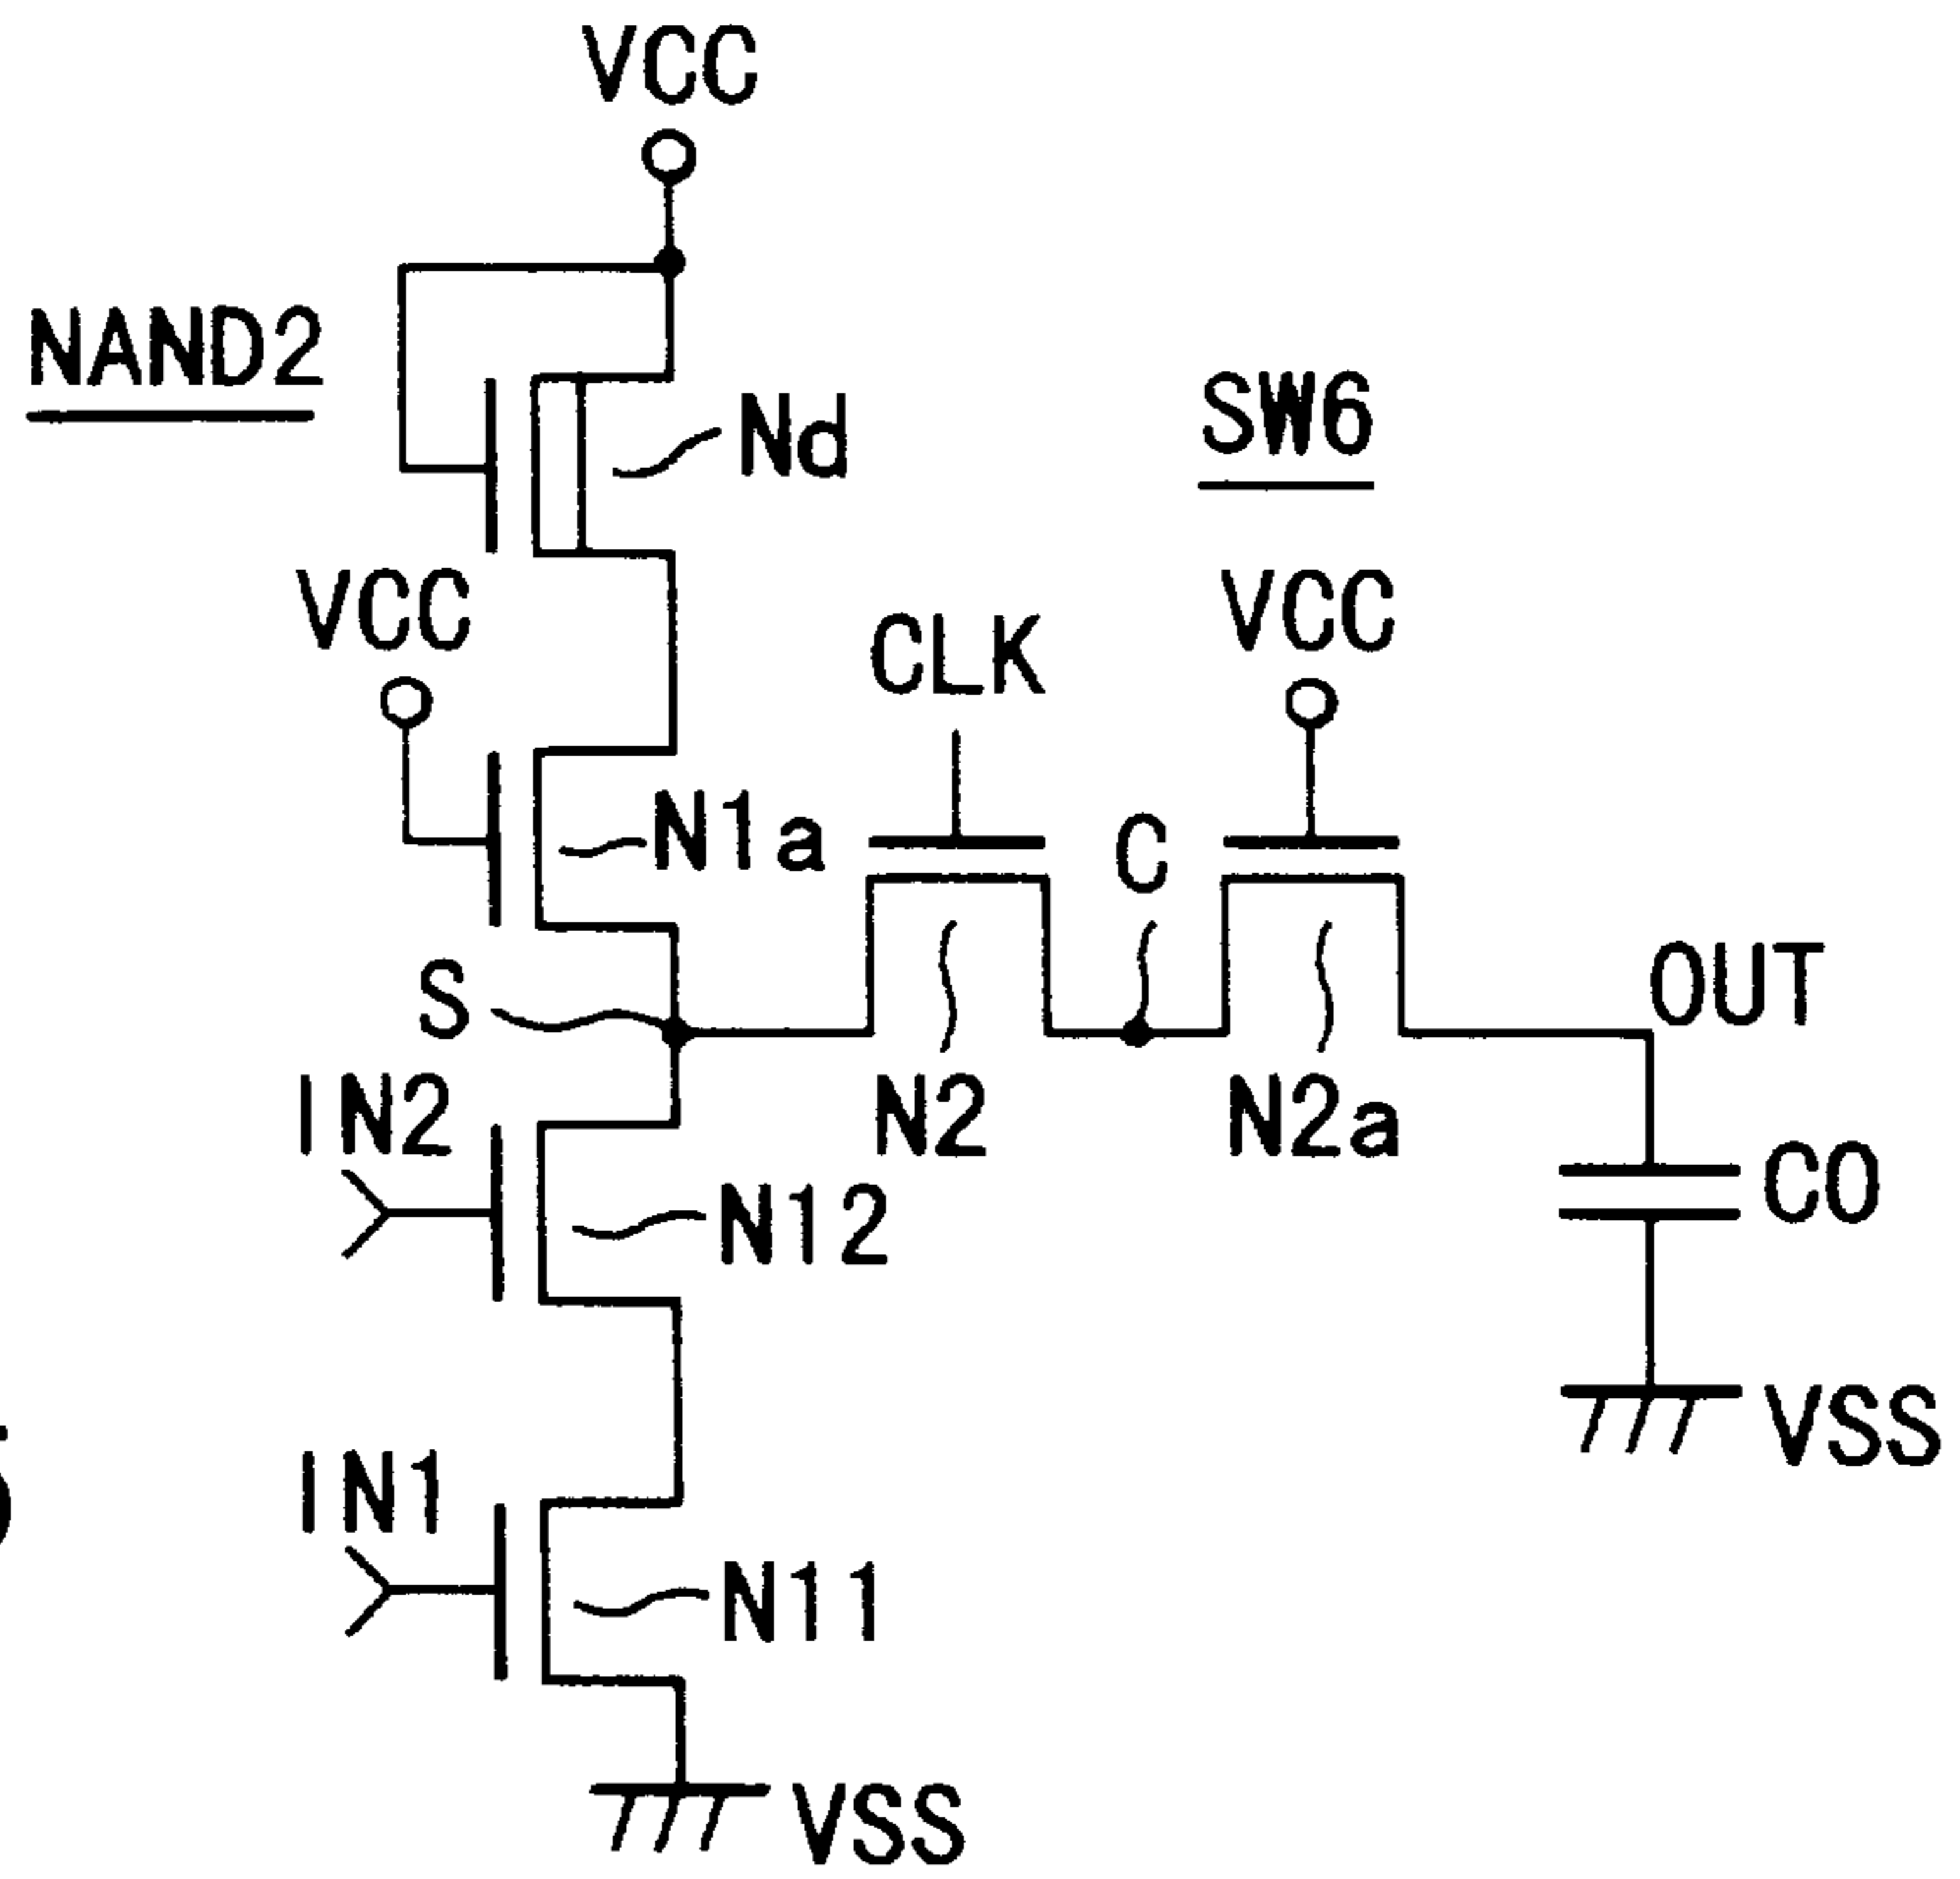 VCC
NAND2
Nd
SW6
VCC
CLK
VCC
N1a
C
S
OUT
IN2
N2
N2a
C0
N12
VSS
IN1
N11
VSS